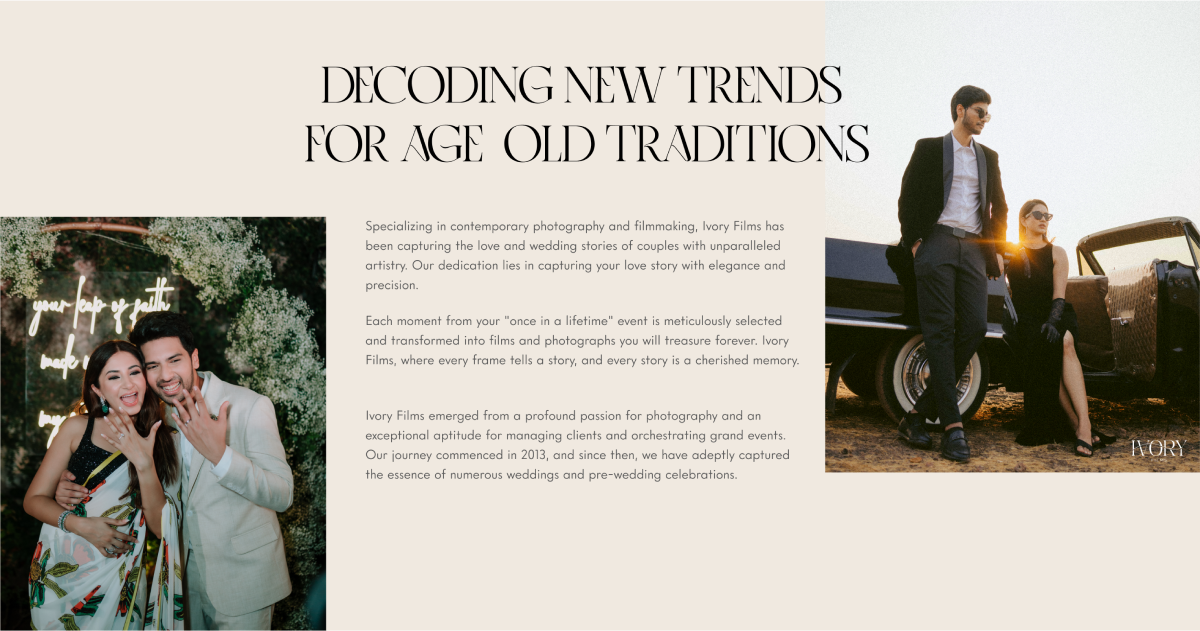 DECODING NEW TRENDS
FOR AGE OLD TRADITIONS
Specializing in contemporary photography and filmmaking, Ivory Films has
been capturing the love and wedding stories of couples with unparalleled
artistry. Our dedication lies in capturing your love story with elegance and
precision.
Each moment from your "once in a lifetime" event is meticulously selected
and transformed into films and photographs you will treasure forever. Ivory
Films, where every frame tells a story, and every story is a cherished memory.
Ivory Films emerged from a profound passion for photography and an
exceptional aptitude for managing clients and orchestrating grand events.
Our journey commenced in 2013, and since then, we have adeptly captured
the essence of numerous weddings and pre-wedding celebrations.
your leap of faith
made
IVORY